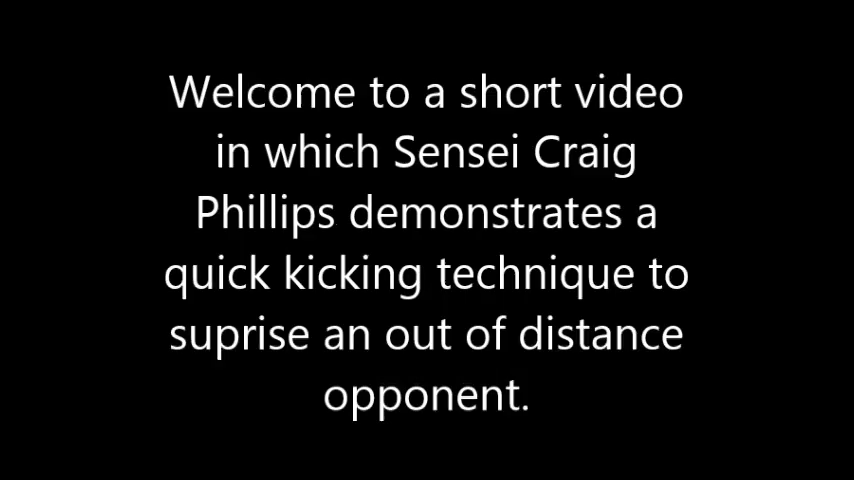 Welcome to a short video
in which Sensei Craig
Phillips demonstrates a
quick kicking technique to
suprise an out of distance
opponent.